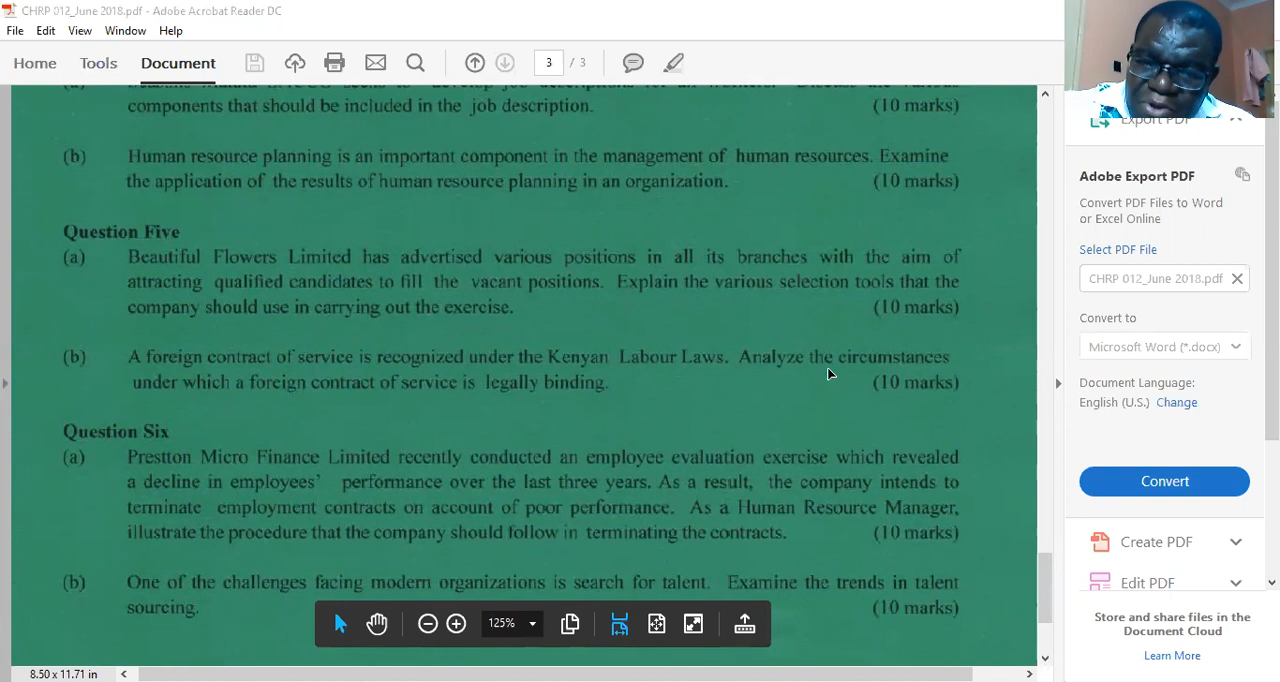 CHRP 012_June 2018.pdf - Adobe Acrobat Reader DC
File Edit View Window Help
Home Tools Document 3 / 3
components that should be included in the job description. (10 marks)
(b) Human resource planning is an important component in the management of human resources. Examine
the application of the results of human resource planning in an organization. (10 marks)
Question Five
(a) Beautiful Flowers Limited has advertised various positions in all its branches with the aim of
attracting qualified candidates to fill the vacant positions. Explain the various selection tools that the
company should use in carrying out the exercise. (10 marks)
(b) A foreign contract of service is recognized under the Kenyan Labour Laws. Analyze the circumstances
under which a foreign contract of service is legally binding. (10 marks)
Question Six
(a) Prestton Micro Finance Limited recently conducted an employee evaluation exercise which revealed
a decline in employees' performance over the last three years. As a result, the company intends to
terminate employment contracts on account of poor performance. As a Human Resource Manager,
illustrate the procedure that the company should follow in terminating the contracts. (10 marks)
(b) One of the challenges facing modern organizations is search for talent. Examine the trends in talent
sourcing. (10 marks)
125%
8.50 x 11.71 in
Export PDF
Adobe Export PDF
Convert PDF Files to Word
or Excel Online
Select PDF File
CHRP 012_June 2018.pdf
Convert to
Microsoft Word (*.docx)
Document Language:
English (U.S.) Change
Convert
Create PDF
Edit PDF
Store and share files in the
Document Cloud
Learn More